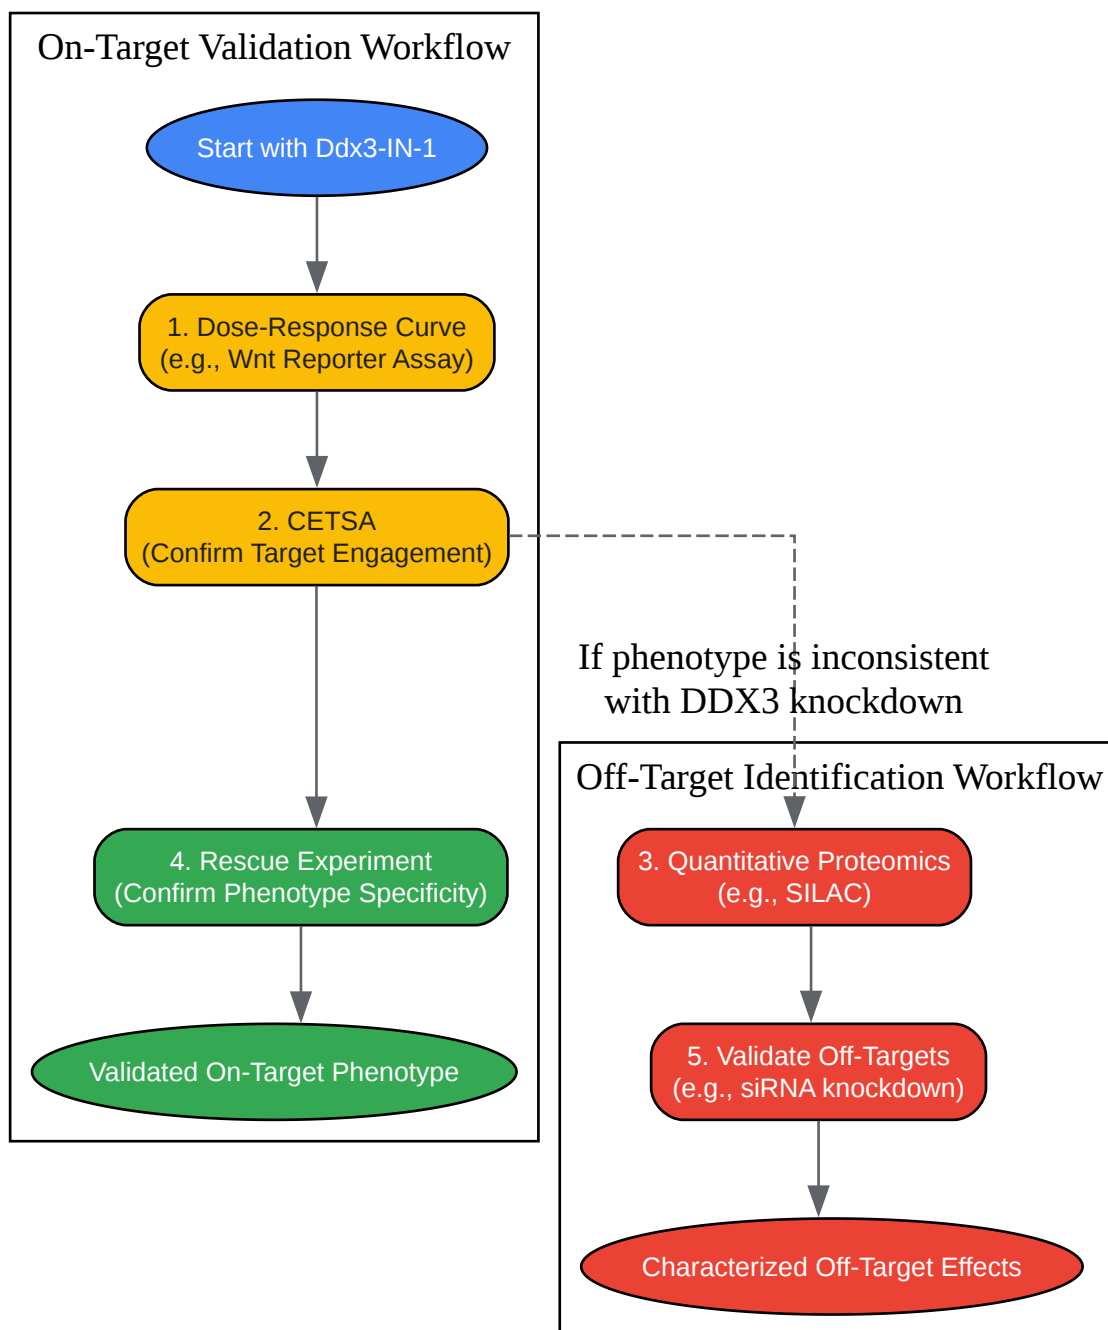 On-Target Validation Workflow
Start with Ddx3-IN-1
1. Dose-Response Curve
(e.g., Wnt Reporter Assay)
2. CETSA
(Confirm Target Engagement)
If phenotype is inconsistent
with DDX3 knockdown
Off-Target Identification Workflow
4. Rescue Experiment
(Confirm Phenotype Specificity)
3. Quantitative Proteomics
(e.g., SILAC)
Validated On-Target Phenotype
5. Validate Off-Targets
(e.g., siRNA knockdown)
Characterized Off-Target Effects